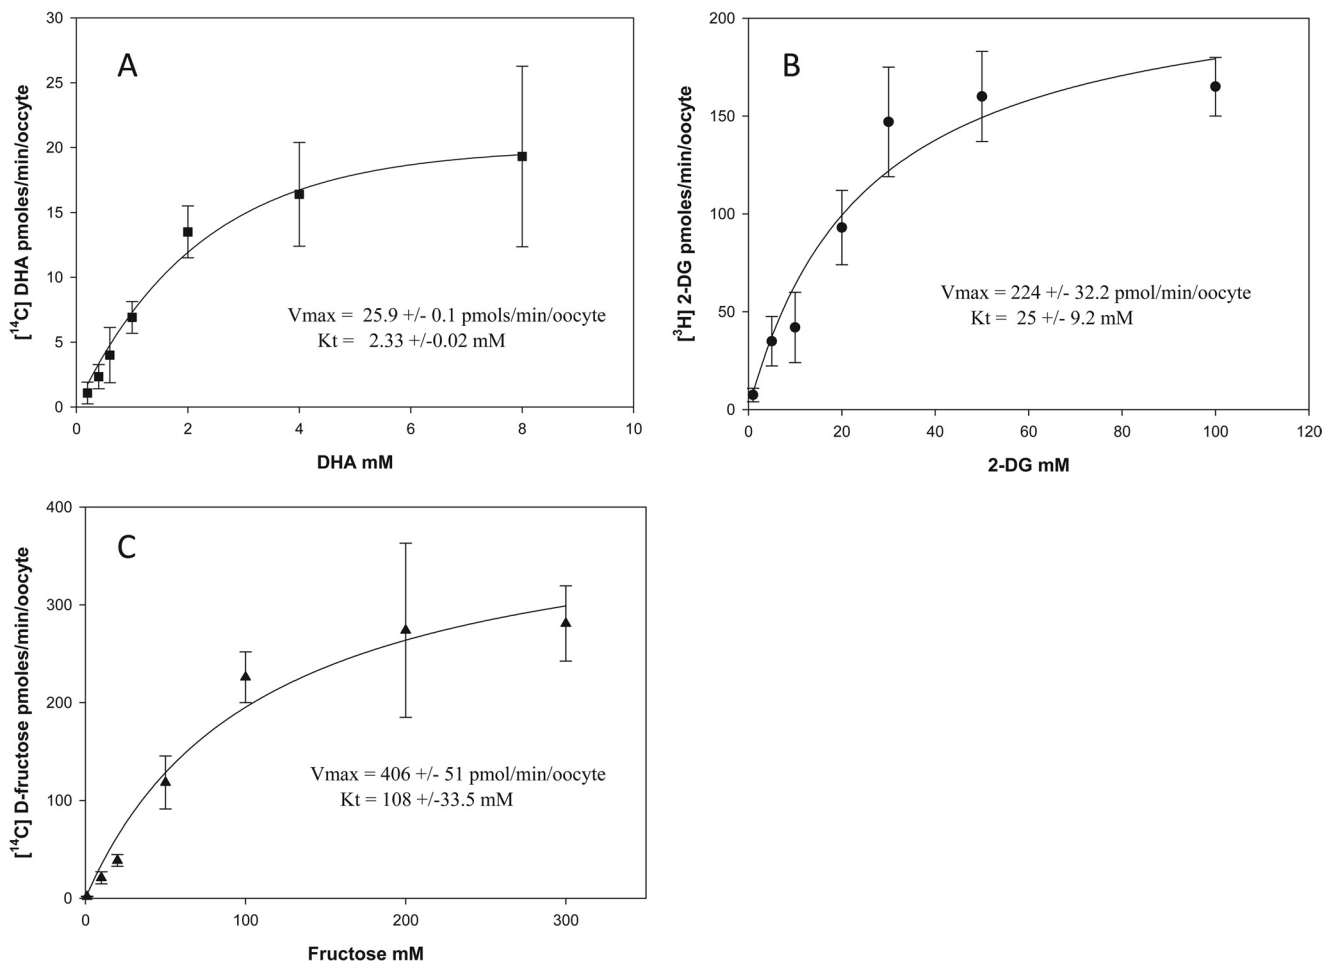 A
[¹⁴C] DHA pmoles/min/occyte
30
25
20
15
10
5
0
0 2 4 6 8 10
DHA mM
Vmax = 25.9 +/- 0.1 pmols/min/oocyte
Kt = 2.33 +/-0.02 mM
B
[³H] 2-DG pmoles/min/oocyte
200
150
100
50
0
0 20 40 60 80 100 120
2-DG mM
Vmax = 224 +/- 32.2 pmol/min/oocyte
Kt = 25 +/- 9.2 mM
C
[¹⁴C] D-fructose pmoles/min/oocyte
400
300
200
100
0
0 100 200 300
Fructose mM
Vmax = 406 +/- 51 pmol/min/oocyte
Kt = 108 +/-33.5 mM